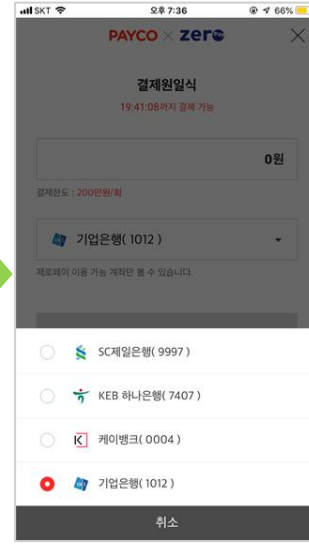 SKT 오후 7:36 66%
PAYCO × zero Pay
결제원일식
19:41:08까지 결제 가능
0원
결제한도 : 200만원/회
기업은행( 1012 )
제로페이 이용 가능 계좌만 볼 수 있습니다.
SC제일은행( 9997 )
KEB 하나은행( 7407 )
케이뱅크( 0004 )
기업은행( 1012 )
취소